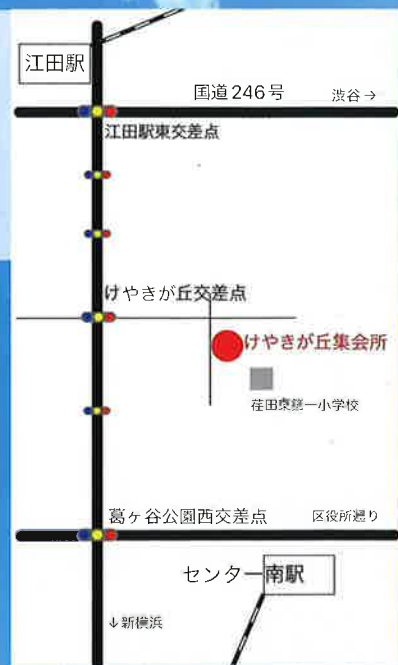 江田駅
国道246号
渋谷→
江田駅東交差点
けやきが丘交差点
けやきが丘集会所
荏田東第一小学校
葛ヶ谷公園西交差点
区役所通り
センター南駅
↓新横浜